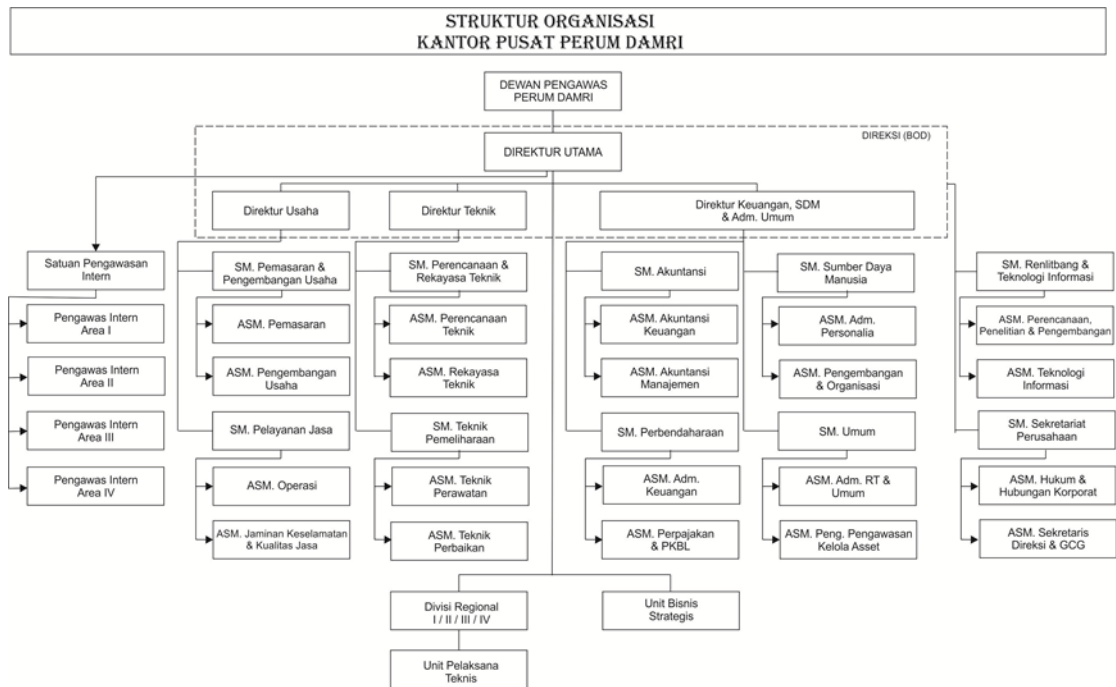 STRUKTUR ORGANISASI
KANTOR PUSAT PERUM DAMRI
DEWAN PENGAWAS
PERUM DAMRI
DIREKSI (BOD)
DIREKTUR UTAMA
Direktur Usaha
Direktur Teknik
Direktur Keuangan, SDM
& Adm. Umum
Satuan Pengawasan
Intern
Pengawas Intern
Area I
Pengawas Intern
Area II
Pengawas Intern
Area III
Pengawas Intern
Area IV
SM. Pemasaran &
Pengembangan Usaha
ASM. Pemasaran
ASM. Pengembangan
Usaha
SM. Pelayanan Jasa
ASM. Operasi
ASM. Jaminan Keselamatan
& Kualitas Jasa
SM. Perencanaan &
Rekayasa Teknik
ASM. Perencanaan
Teknik
ASM. Rekayasa
Teknik
SM. Teknik
Pemeliharaan
ASM. Teknik
Perawatan
ASM. Teknik
Perbaikan
SM. Akuntansi
ASM. Akuntansi
Keuangan
ASM. Akuntansi
Manajemen
SM. Perbendaharaan
ASM. Adm.
Keuangan
ASM. Perpajakan
& PKBL
SM. Sumber Daya
Manusia
ASM. Adm.
Personalia
ASM. Pengembangan
& Organisasi
SM. Umum
ASM. Adm. RT &
Umum
ASM. Peng. Pengawasan
Kelola Asset
SM. Renlitbang &
Teknologi Informasi
ASM. Perencanaan,
Penelitian & Pengembangan
ASM. Teknologi
Informasi
SM. Sekretariat
Perusahaan
ASM. Hukum &
Hubungan Korporat
ASM. Sekretaris
Direksi & GCG
Divisi Regional
I / II / III / IV
Unit Bisnis
Strategis
Unit Pelaksana
Teknis